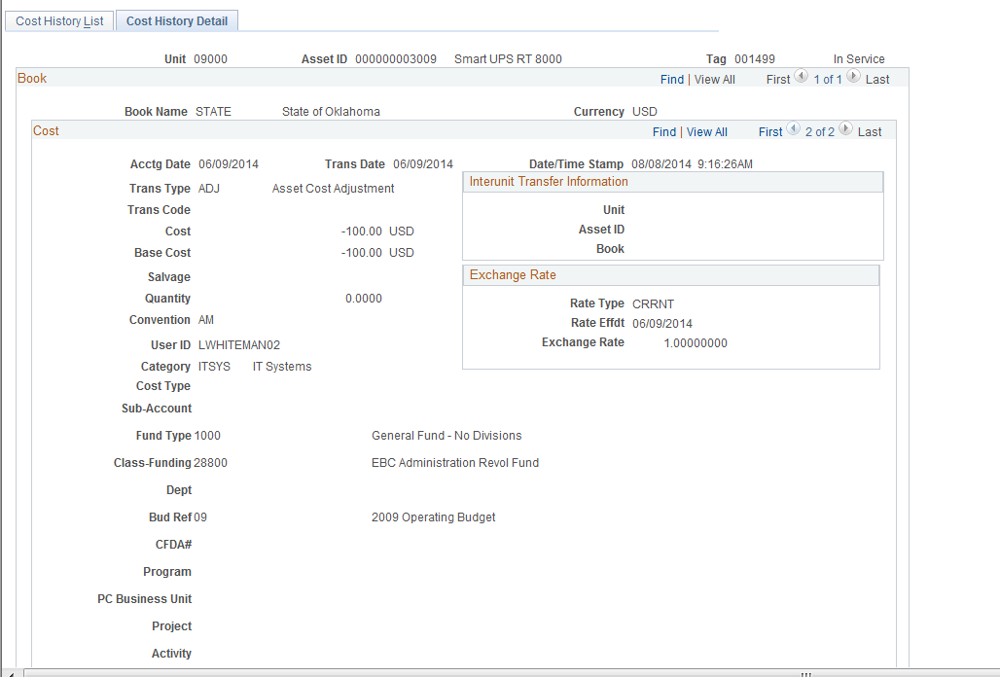 Cost History List Cost History Detail
Unit 09000 Asset ID 000000003009 Smart UPS RT 8000 Tag 001499 In Service
Book Find | View All First 1 of 1 Last
Book Name STATE State of Oklahoma Currency USD
Cost Find | View All First 2 of 2 Last
Acctg Date 06/09/2014 Trans Date 06/09/2014 Date/Time Stamp 08/08/2014 9:16:26AM
Trans Type ADJ Asset Cost Adjustment
Interunit Transfer Information
Trans Code
Unit
Cost -100.00 USD
Asset ID
Base Cost -100.00 USD
Book
Salvage
Exchange Rate
Quantity 0.0000
Rate Type CRRNT
Convention AM
Rate Effdt 06/09/2014
User ID LWHITEMAN02
Exchange Rate 1.00000000
Category ITSYS IT Systems
Cost Type
Sub-Account
Fund Type 1000 General Fund - No Divisions
Class-Funding 28800 EBC Administration Revol Fund
Dept
Bud Ref 09 2009 Operating Budget
CFDA#
Program
PC Business Unit
Project
Activity